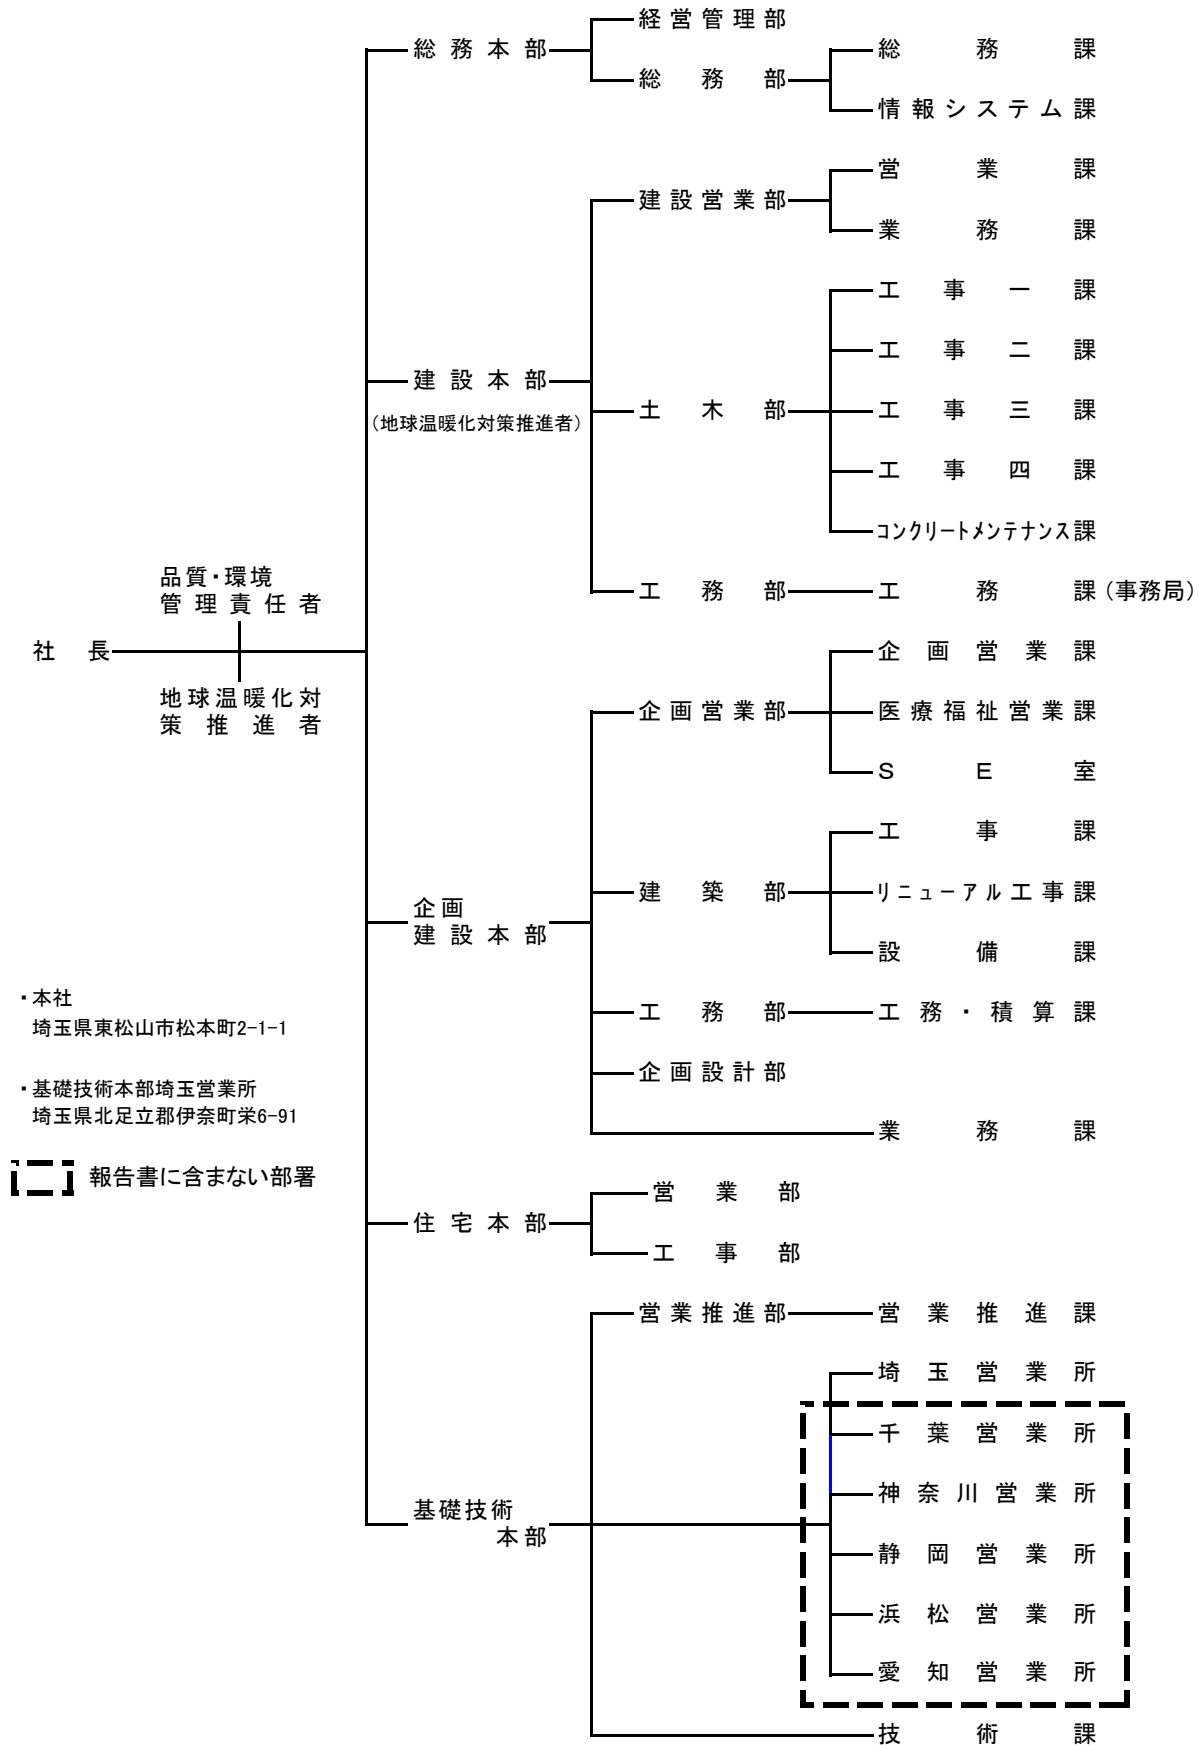 経営管理部
総務本部
総務課
総務部
情報システム課
営業課
建設営業部
業務課
工事一課
工事二課
建設本部
(地球温暖化対策推進者)
土木部
工事三課
工事四課
コンクリートメンテナンス課
工務部
工務課(事務局)
品質・環境
管理責任者
社長
地球温暖化対
策推進者
企画営業課
企画営業部
医療福祉営業課
SE室
工事課
建築部
リニューアル工事課
企画
建設本部
設備課
・本社
埼玉県東松山市松本町2-1-1
工務部
工務・積算課
企画設計部
・基礎技術本部埼玉営業所
埼玉県北足立郡伊奈町栄6-91
業務課
報告書に含まない部署
営業部
住宅本部
工事部
営業推進部
営業推進課
埼玉営業所
千葉営業所
神奈川営業所
基礎技術
本部
静岡営業所
浜松営業所
愛知営業所
技術課